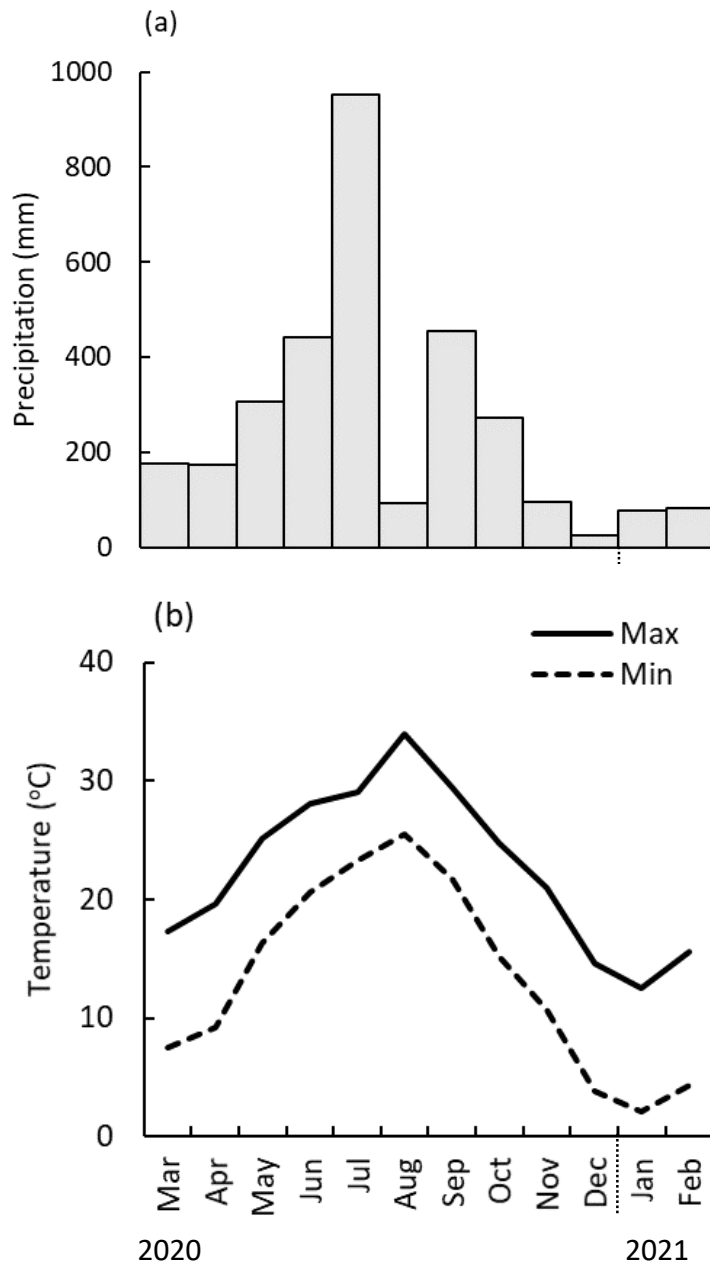 (a)
1000
800
600
400
200
0
Precipitation (mm)
(b)
Max
Min
40
30
20
10
0
Temperature (°C)
Mar Apr May Jun Jul Aug Sep Oct Nov Dec Jan Feb
2020 2021